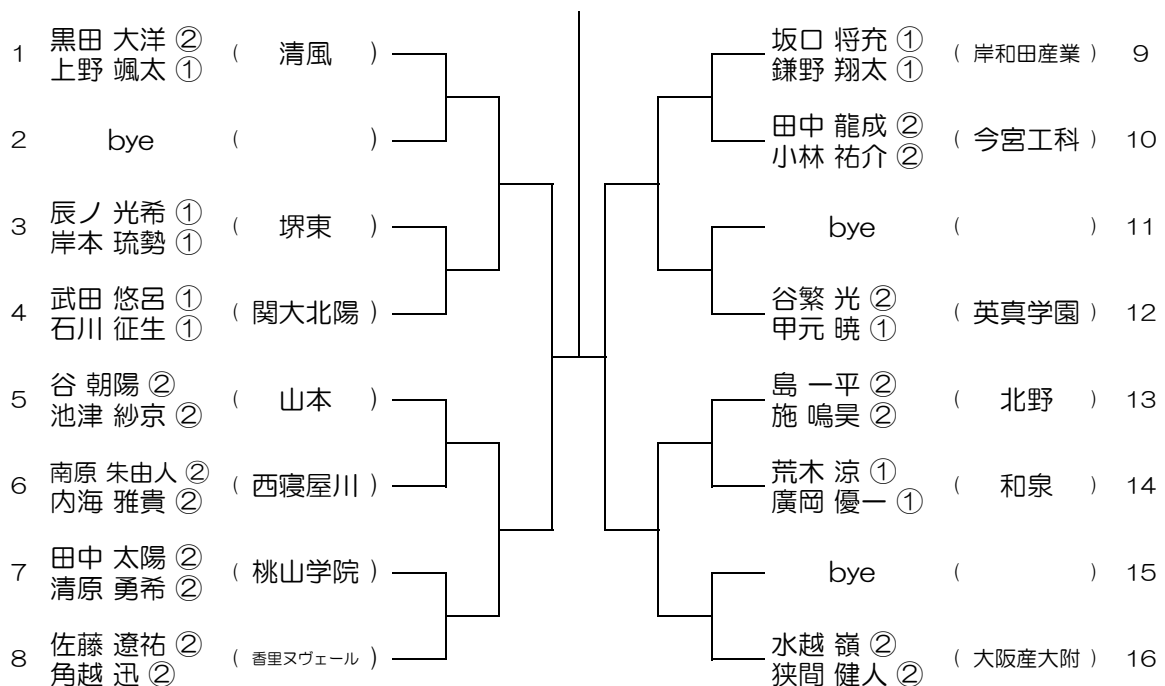 1 黒田 大洋 ② 上野 颯太 ① ( 清風 )
2 bye ( )
3 辰ノ 光希 ① 岸本 琉勢 ① ( 堺東 )
4 武田 悠呂 ① 石川 征生 ① ( 関大北陽 )
5 谷 朝陽 ② 池津 紗京 ② ( 山本 )
6 南原 朱由人 ② 内海 雅貴 ② ( 西寝屋川 )
7 田中 太陽 ② 清原 勇希 ② ( 桃山学院 )
8 佐藤 遼祐 ② 角越 迅 ② ( 香里ヌヴェール )
坂口 将充 ① 鎌野 翔太 ① ( 岸和田産業 ) 9
田中 龍成 ② 小林 祐介 ② ( 今宮工科 ) 10
bye ( ) 11
谷繁 光 ② 甲元 暁 ① ( 英真学園 ) 12
島 一平 ② 施 鳴昊 ② ( 北野 ) 13
荒木 涼 ① 廣岡 優一 ① ( 和泉 ) 14
bye ( ) 15
水越 嶺 ② 狭間 健人 ② ( 大阪産大附 ) 16